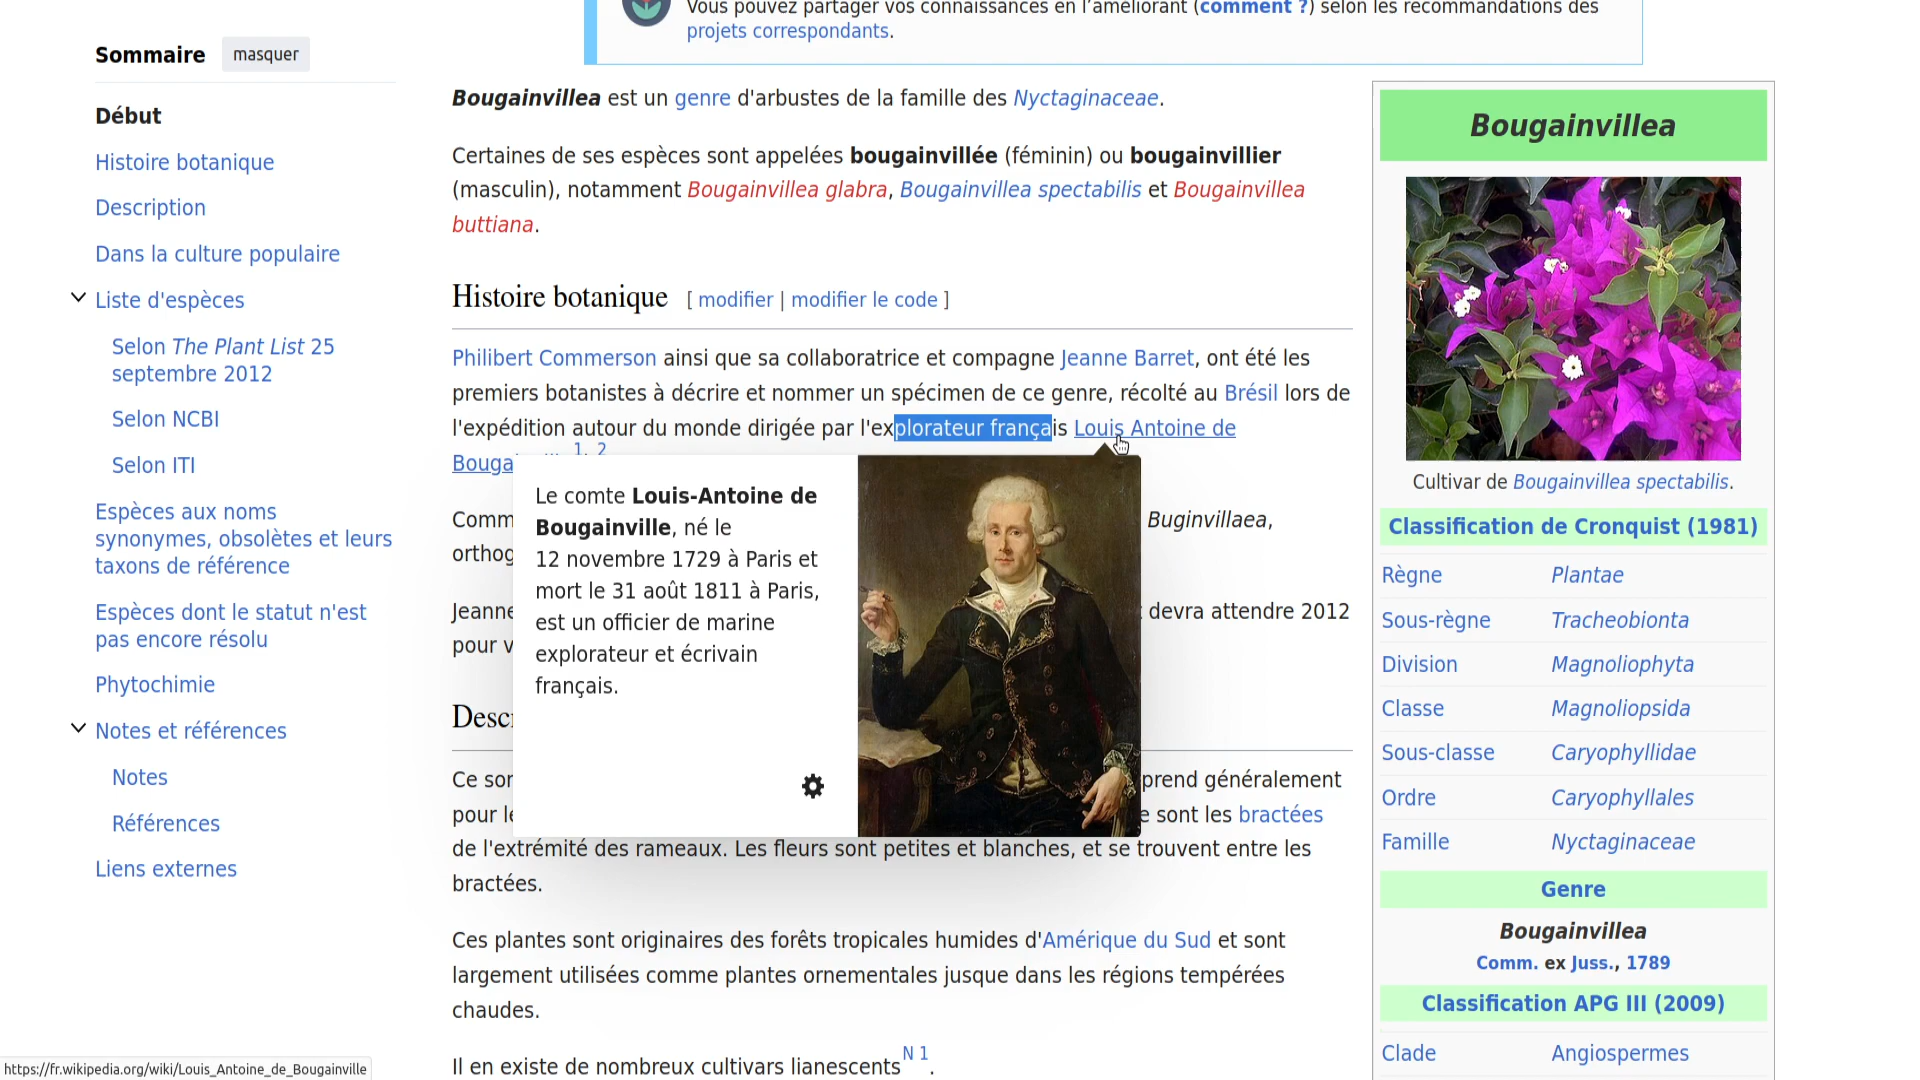 Vous pouvez partager vos connaissances en l'améliorant (comment ?) selon les recommandations des
projets correspondants.
Sommaire masquer
Début
Histoire botanique
Description
Dans la culture populaire
Liste d'espèces
Selon The Plant List 25
septembre 2012
Selon NCBI
Selon ITI
Espèces aux noms
synonymes, obsolètes et leurs
taxons de référence
Espèces dont le statut n'est
pas encore résolu
Phytochimie
Notes et références
Notes
Références
Liens externes
Bougainvillea est un genre d'arbustes de la famille des Nyctaginaceae.
Certaines de ses espèces sont appelées bougainvillée (féminin) ou bougainvillier
(masculin), notamment Bougainvillea glabra, Bougainvillea spectabilis et Bougainvillea
buttiana.
Histoire botanique [ modifier | modifier le code ]
Philibert Commerson ainsi que sa collaboratrice et compagne Jeanne Barret, ont été les
premiers botanistes à décrire et nommer un spécimen de ce genre, récolté au Brésil lors de
l'expédition autour du monde dirigée par l'explorateur français Louis Antoine de
Bouga 1, 2
Comm Buginvillaea,
orthog
Jeanne devra attendre 2012
pour v
Le comte Louis-Antoine de
Bougainville, né le
12 novembre 1729 à Paris et
mort le 31 août 1811 à Paris,
est un officier de marine
explorateur et écrivain
français.
Descr
Ce sor prend généralement
pour le sont les bractées
de l'extrémité des rameaux. Les fleurs sont petites et blanches, et se trouvent entre les
bractées.
Ces plantes sont originaires des forêts tropicales humides d'Amérique du Sud et sont
largement utilisées comme plantes ornementales jusque dans les régions tempérées
chaudes.
Il en existe de nombreux cultivars lianescents N 1.
Bougainvillea
Cultivar de Bougainvillea spectabilis.
Classification de Cronquist (1981)
Règne Plantae
Sous-règne Tracheobionta
Division Magnoliophyta
Classe Magnoliopsida
Sous-classe Caryophyllidae
Ordre Caryophyllales
Famille Nyctaginaceae
Genre
Bougainvillea
Comm. ex Juss., 1789
Classification APG III (2009)
Clade Angiospermes
https://fr.wikipedia.org/wiki/Louis_Antoine_de_Bougainville